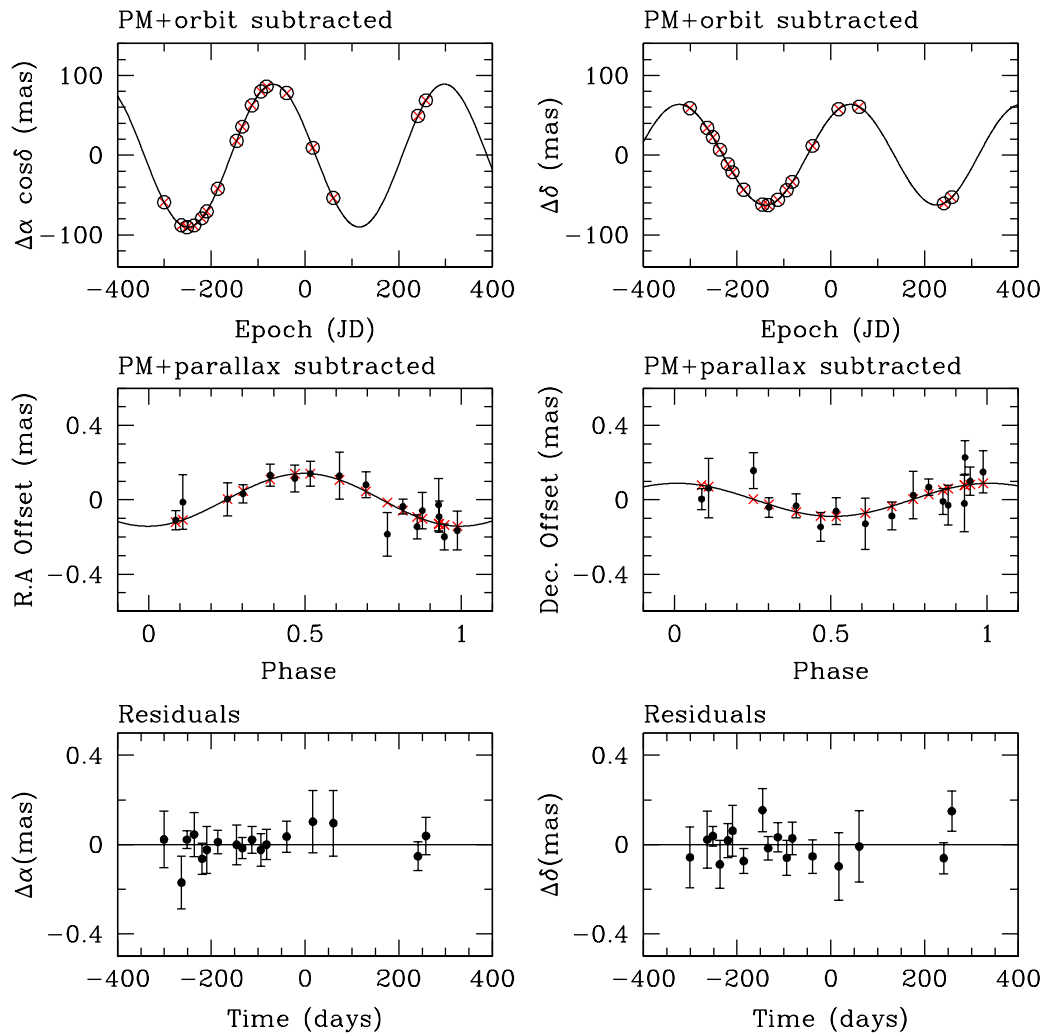 PM+orbit subtracted
PM+orbit subtracted
Δα cosδ (mas)
100
0
−100
−400 −200 0 200 400
Epoch (JD)
Δδ (mas)
100
0
−100
−400 −200 0 200 400
Epoch (JD)
PM+parallax subtracted
PM+parallax subtracted
R.A Offset (mas)
0.4
0
−0.4
0 0.5 1
Phase
Dec. Offset (mas)
0.4
0
−0.4
0 0.5 1
Phase
Residuals
Residuals
Δα(mas)
0.4
0
−0.4
−400 −200 0 200 400
Time (days)
Δδ(mas)
0.4
0
−0.4
−400 −200 0 200 400
Time (days)